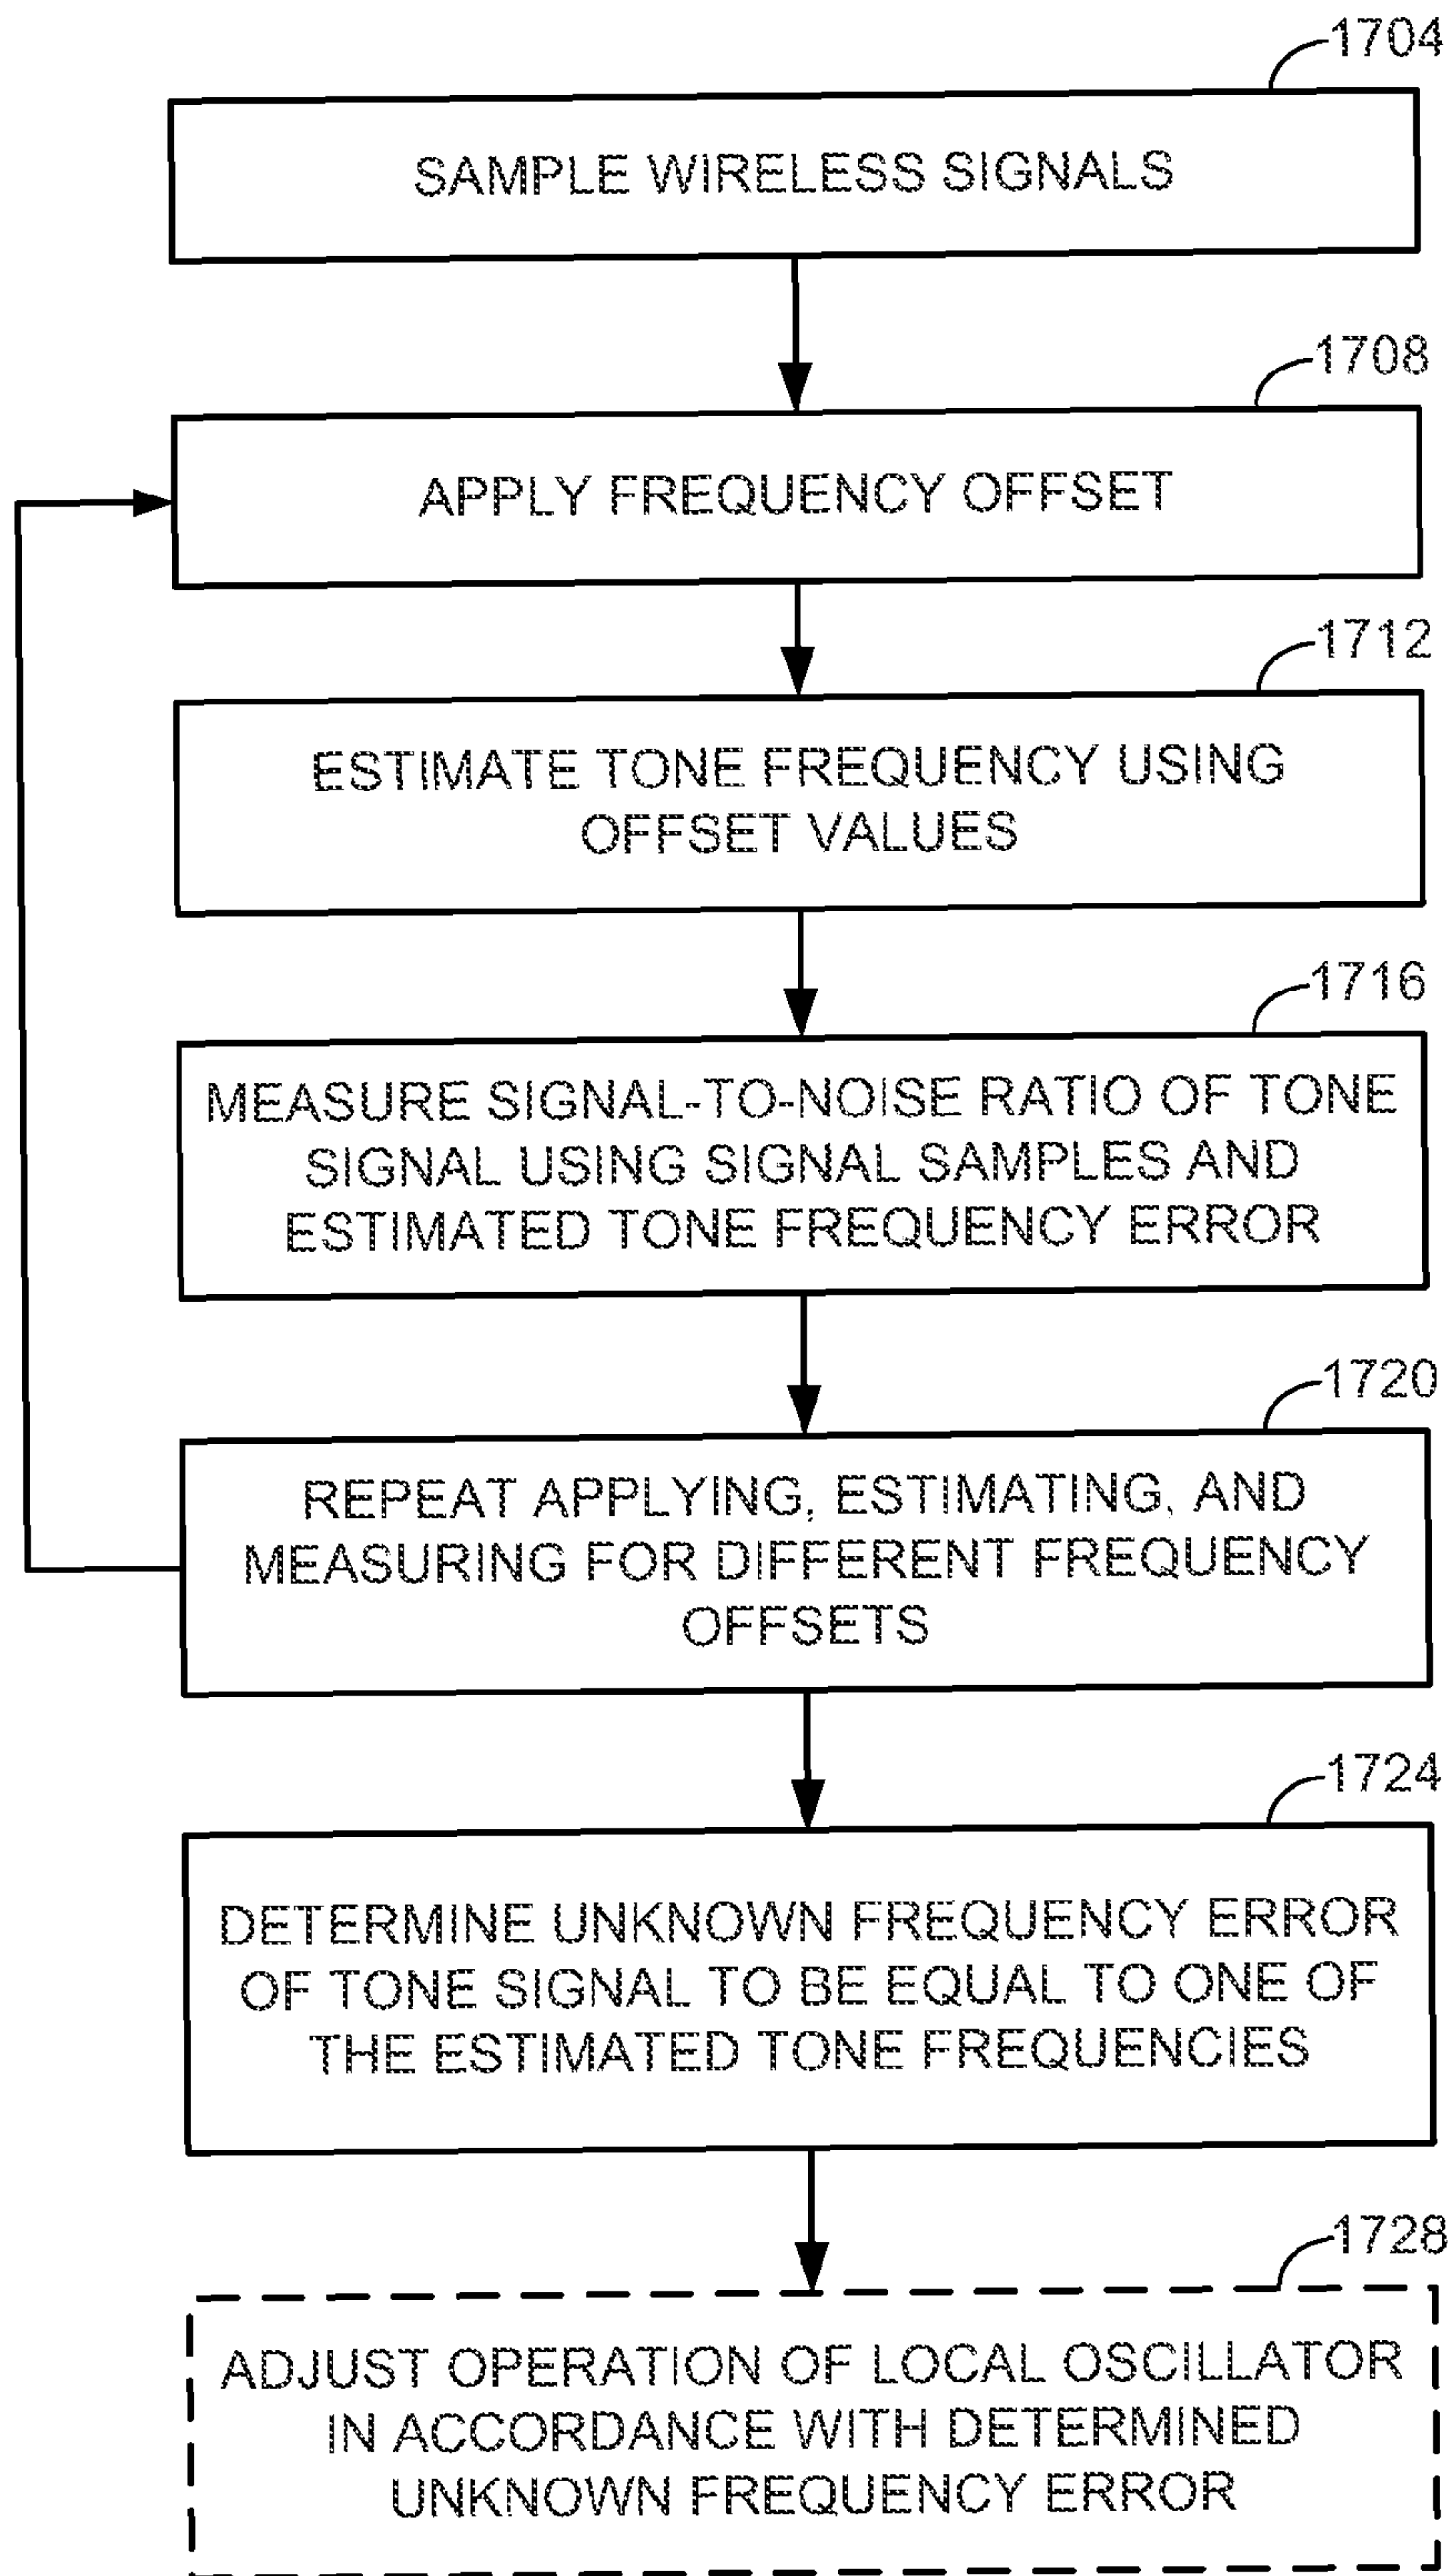 1704
SAMPLE WIRELESS SIGNALS
1708
APPLY FREQUENCY OFFSET
1712
ESTIMATE TONE FREQUENCY USING
OFFSET VALUES
1716
MEASURE SIGNAL-TO-NOISE RATIO OF TONE
SIGNAL USING SIGNAL SAMPLES AND
ESTIMATED TONE FREQUENCY ERROR
1720
REPEAT APPLYING, ESTIMATING, AND
MEASURING FOR DIFFERENT FREQUENCY
OFFSETS
1724
DETERMINE UNKNOWN FREQUENCY ERROR
OF TONE SIGNAL TO BE EQUAL TO ONE OF
THE ESTIMATED TONE FREQUENCIES
1728
ADJUST OPERATION OF LOCAL OSCILLATOR
IN ACCORDANCE WITH DETERMINED
UNKNOWN FREQUENCY ERROR